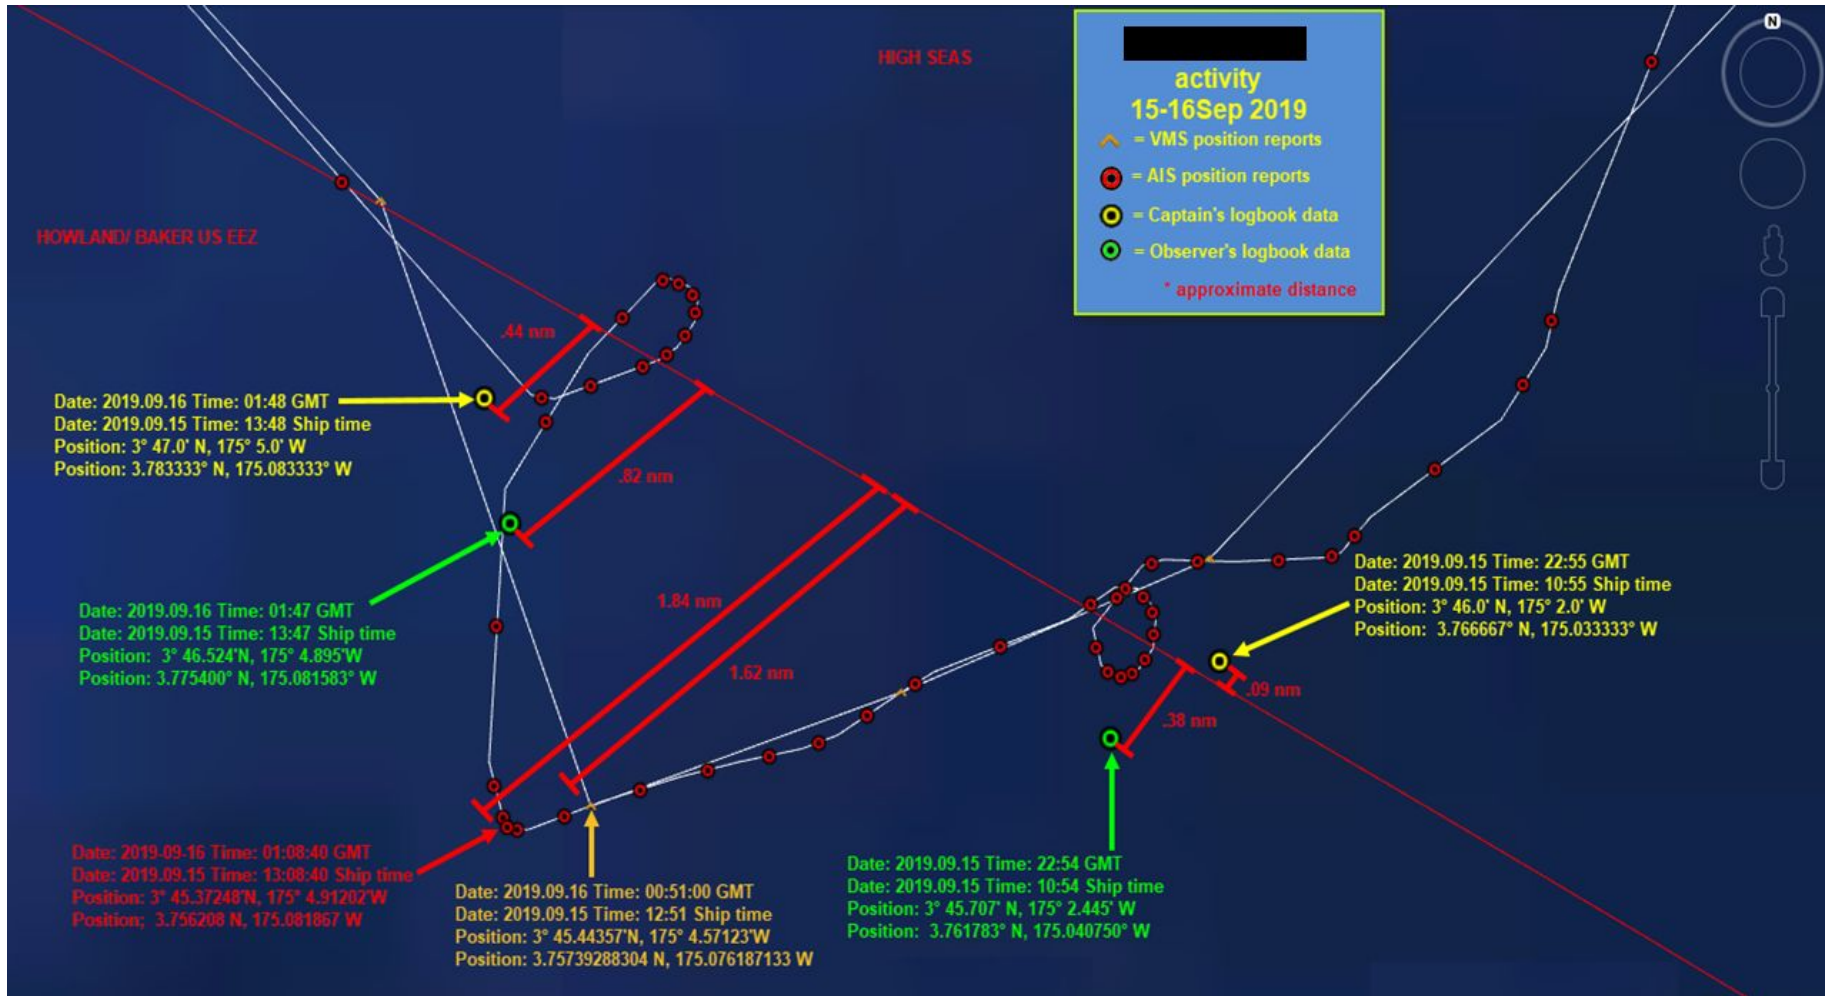 HIGH SEAS
N
activity
15-16Sep 2019
= VMS position reports
= AIS position reports
= Captain's logbook data
= Observer's logbook data
* approximate distance
HOWLAND/ BAKER US EEZ
.44 nm
Date: 2019.09.16 Time: 01:48 GMT
Date: 2019.09.15 Time: 13:48 Ship time
Position: 3° 47.0' N, 175° 5.0' W
Position: 3.783333° N, 175.083333° W
.82 nm
Date: 2019.09.15 Time: 22:55 GMT
Date: 2019.09.15 Time: 10:55 Ship time
Position: 3° 46.0' N, 175° 2.0' W
Position: 3.766667° N, 175.033333° W
Date: 2019.09.16 Time: 01:47 GMT
Date: 2019.09.15 Time: 13:47 Ship time
Position: 3° 46.524'N, 175° 4.895'W
Position: 3.775400° N, 175.081583° W
1.84 nm
1.62 nm
.09 nm
.38 nm
Date: 2019-09-16 Time: 01:08:40 GMT
Date: 2019.09.15 Time: 13:08:40 Ship time
Position: 3° 45.37248'N, 175° 4.91202'W
Position; 3.756208 N, 175.081867 W
Date: 2019.09.16 Time: 00:51:00 GMT
Date: 2019.09.15 Time: 12:51 Ship time
Position: 3° 45.44357'N, 175° 4.57123'W
Position: 3.75739288304 N, 175.076187133 W
Date: 2019.09.15 Time: 22:54 GMT
Date: 2019.09.15 Time: 10:54 Ship time
Position: 3° 45.707' N, 175° 2.445' W
Position: 3.761783° N, 175.040750° W